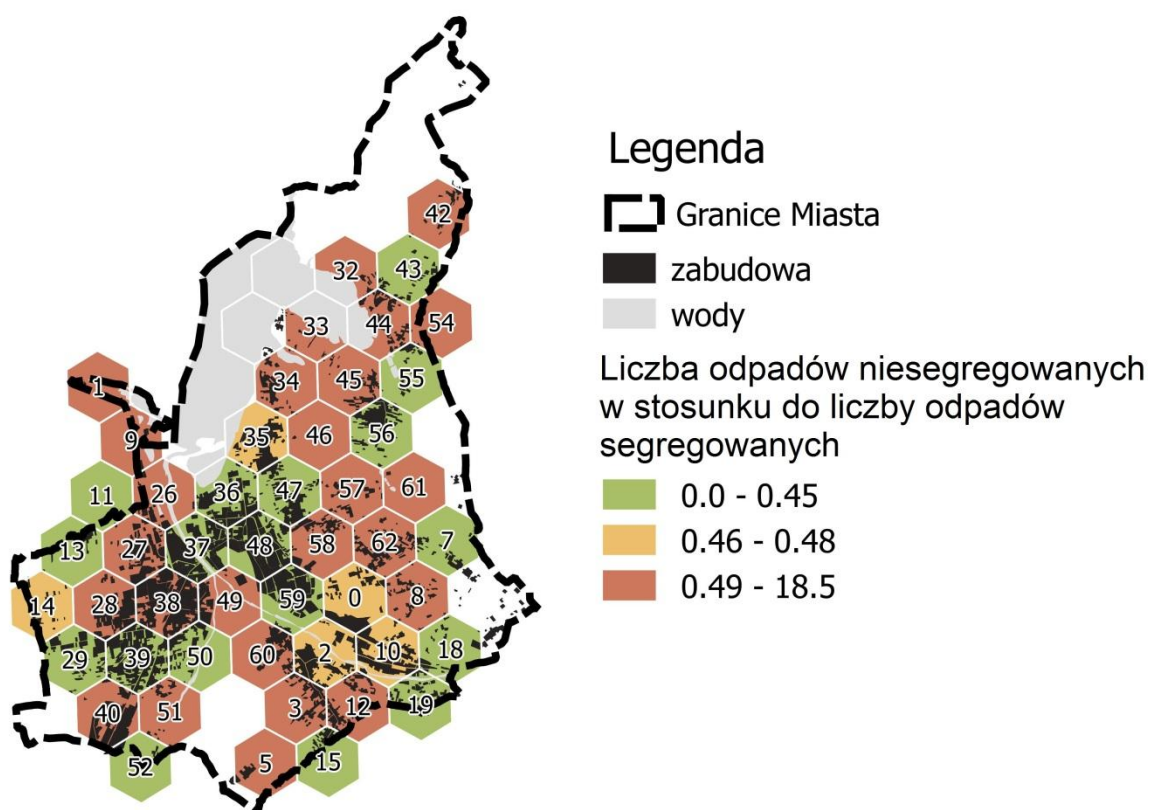 Legenda
Granice Miasta
zabudowa
wody
Liczba odpadów niesegregowanych
w stosunku do liczby odpadów
segregowanych
0.0 - 0.45
0.46 - 0.48
0.49 - 18.5
42
32 43
33 44 54
1 34 45 55
9 35 46 56
11 26 36 47 57 61
13 27 37 48 58 62 7
14 28 38 49 59 0 8
29 39 50 60 2 10 18
40 51 3 12 19
52 5 15